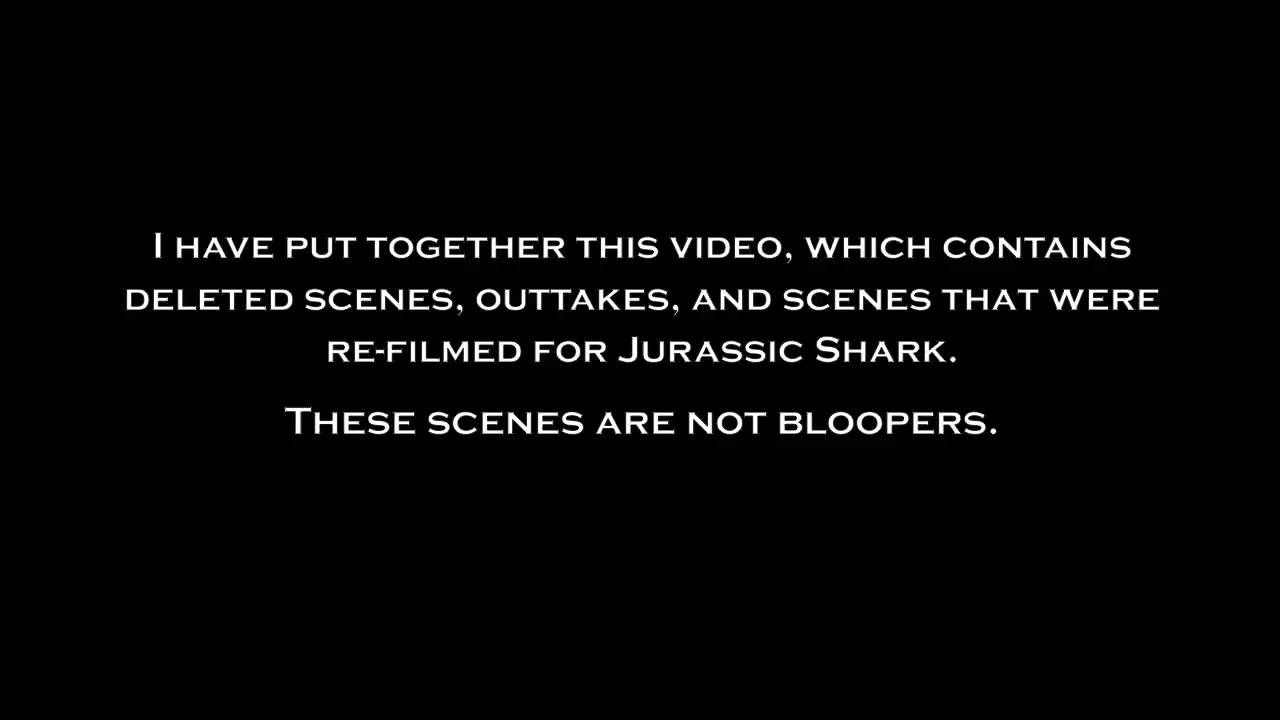 I HAVE PUT TOGETHER THIS VIDEO, WHICH CONTAINS
DELETED SCENES, OUTTAKES, AND SCENES THAT WERE
RE-FILMED FOR JURASSIC SHARK.
THESE SCENES ARE NOT BLOOPERS.